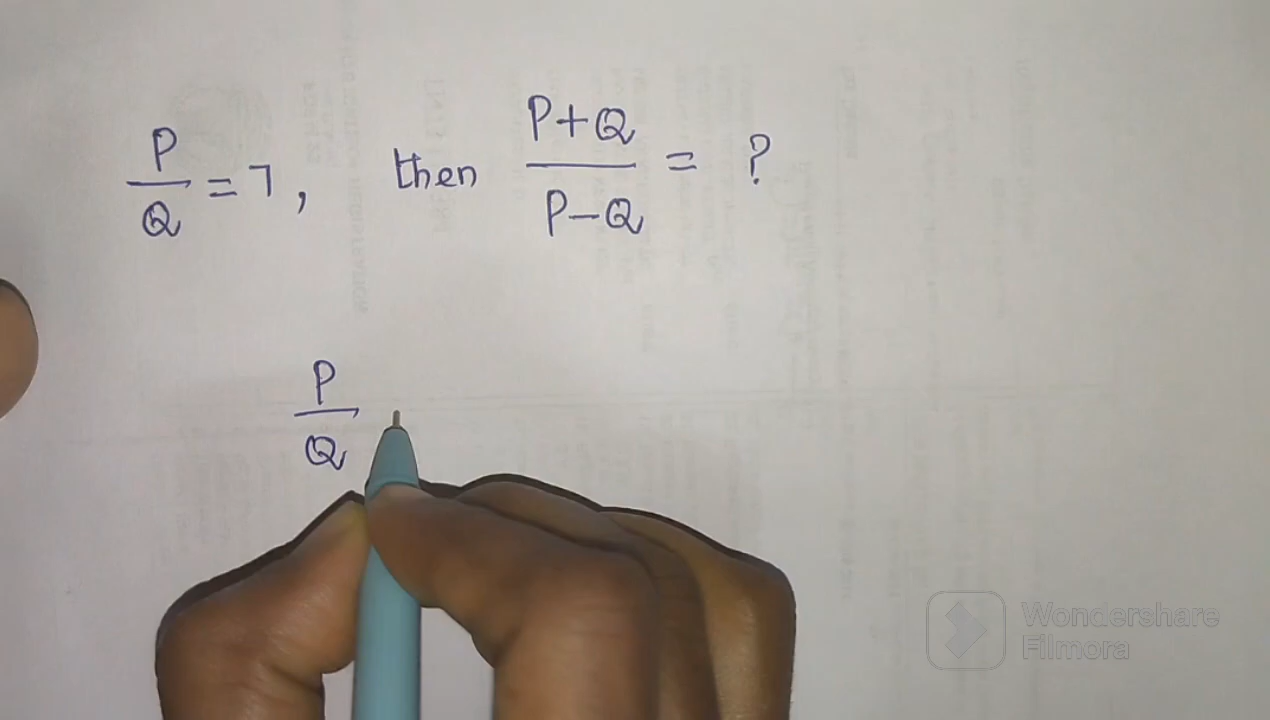 P/Q = 7, then P+Q/P-Q = ?
P/Q
Wondershare
Filmora